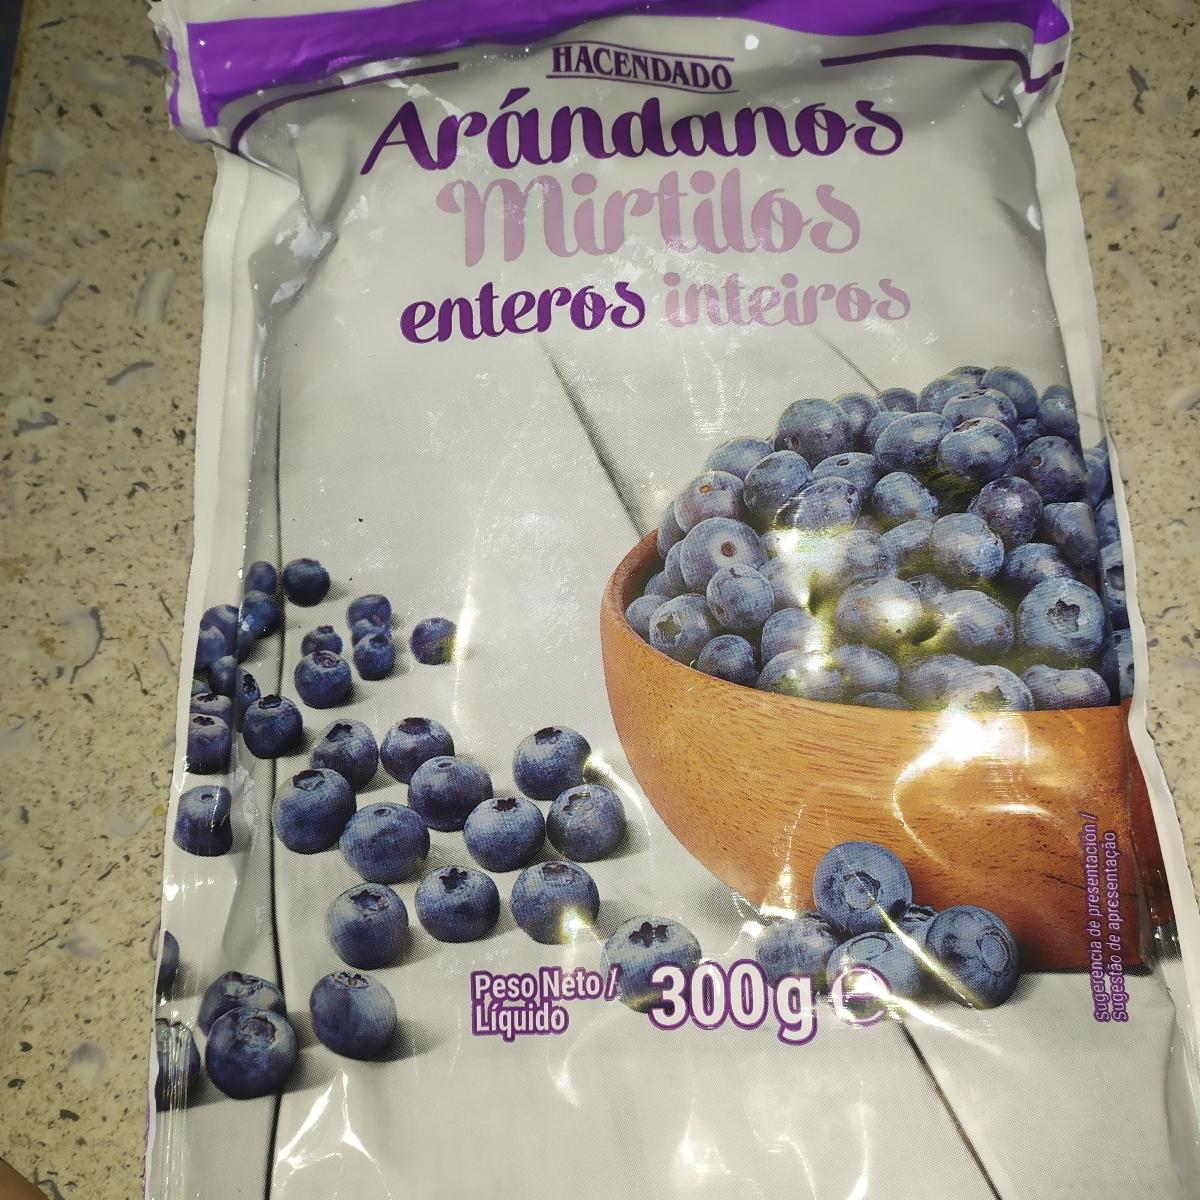 HACENDADO
Arándanos
Mirtilos
enteros inteiros
Peso Neto / 300g e
Líquido
Sugerencia de presentación /
Sugestão de apresentação